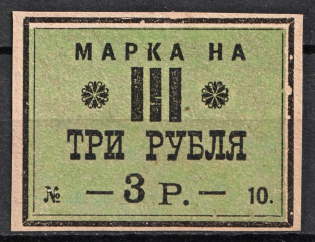 МАРКА НА
III
ТРИ РУБЛЯ
№ — 3 Р. — 10.